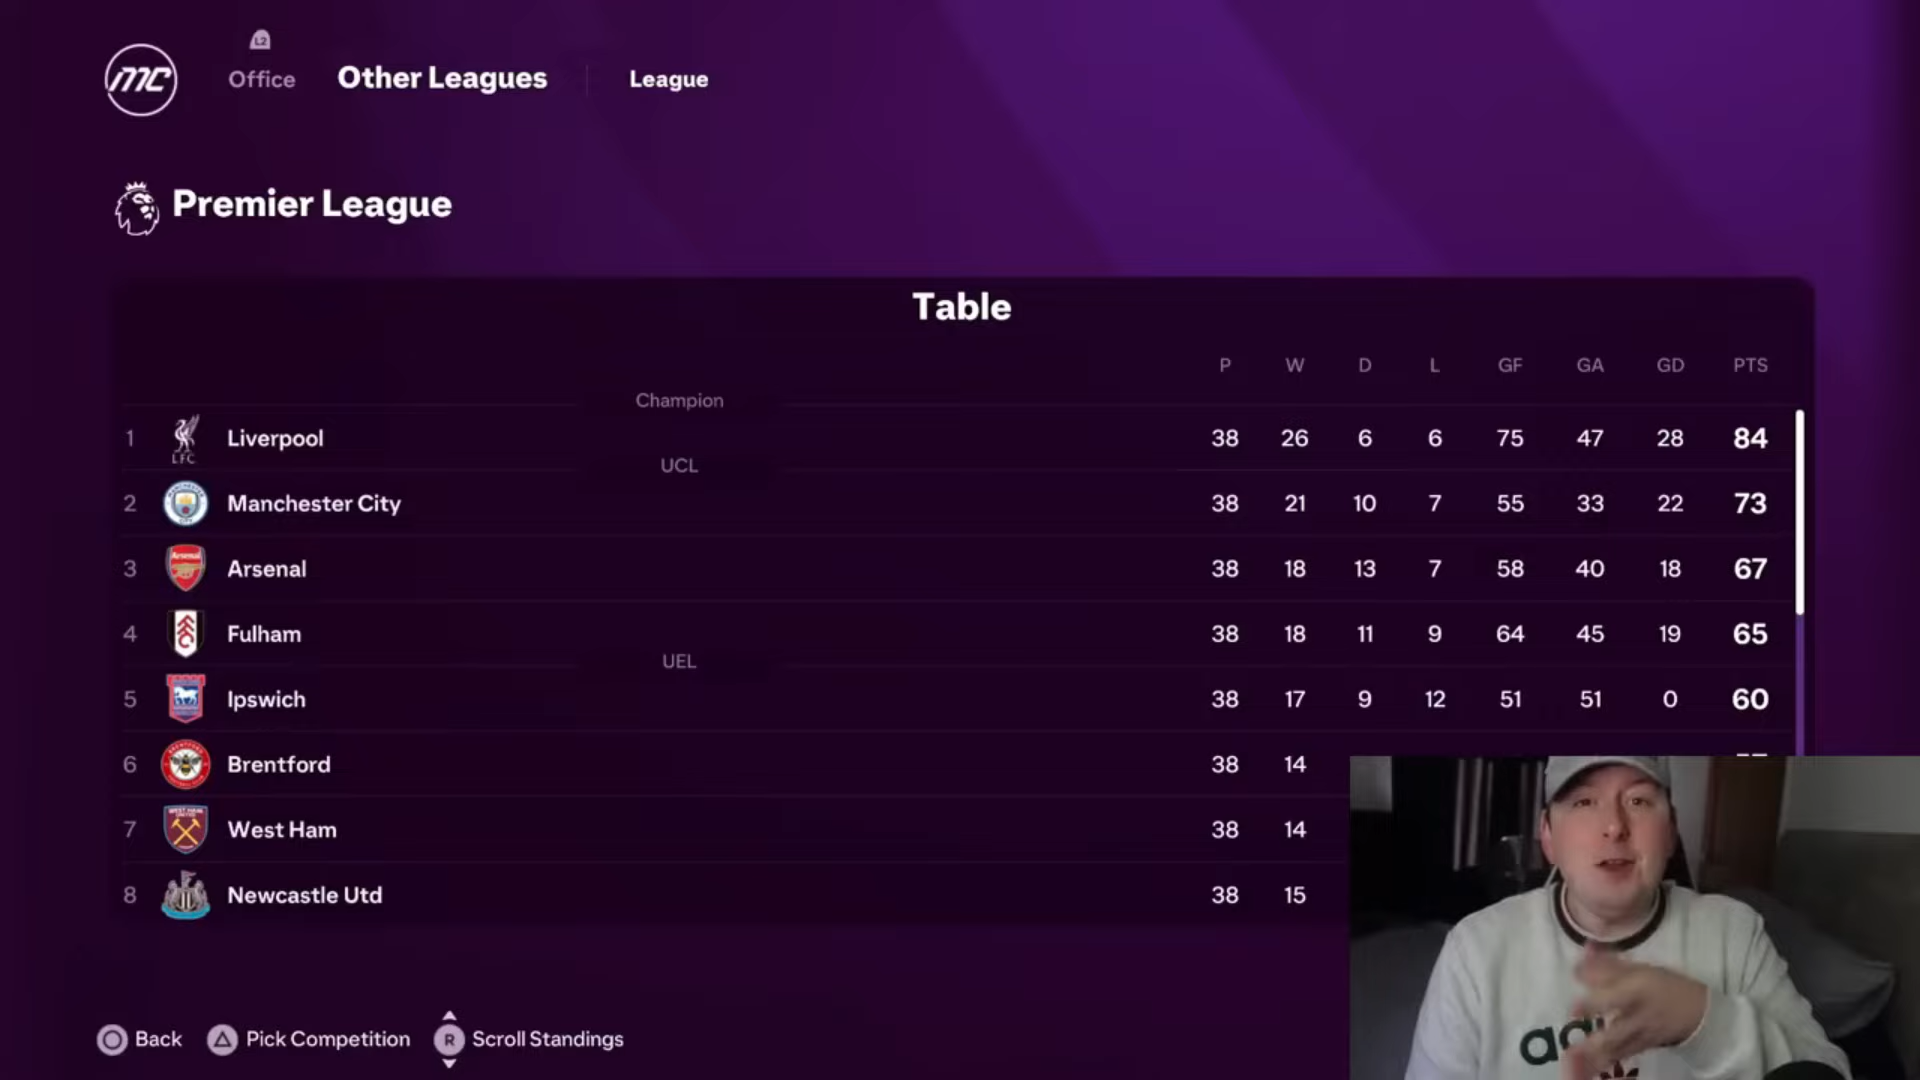 MC
L2
Office Other Leagues League
Premier League
Table
P W D L GF GA GD PTS
Champion
1 LFC Liverpool 38 26 6 6 75 47 28 84
UCL
2 Manchester City 38 21 10 7 55 33 22 73
3 Arsenal Arsenal 38 18 13 7 58 40 18 67
4 Fulham 38 18 11 9 64 45 19 65
UEL
5 Ipswich 38 17 9 12 51 51 0 60
6 Brentford 38 14
7 West Ham 38 14
8 Newcastle Utd 38 15
Back Pick Competition R Scroll Standings